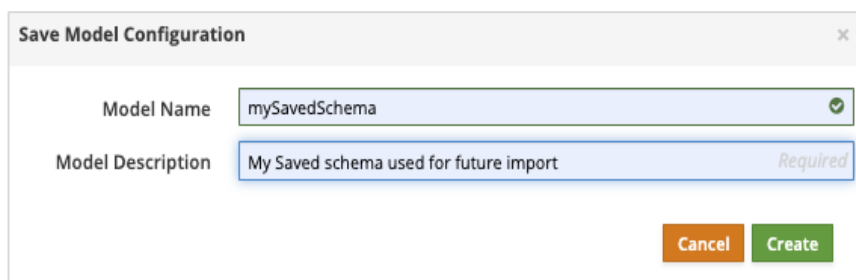 Save Model Configuration ×
Model Name mySavedSchema
Model Description My Saved schema used for future import Required
Cancel Create